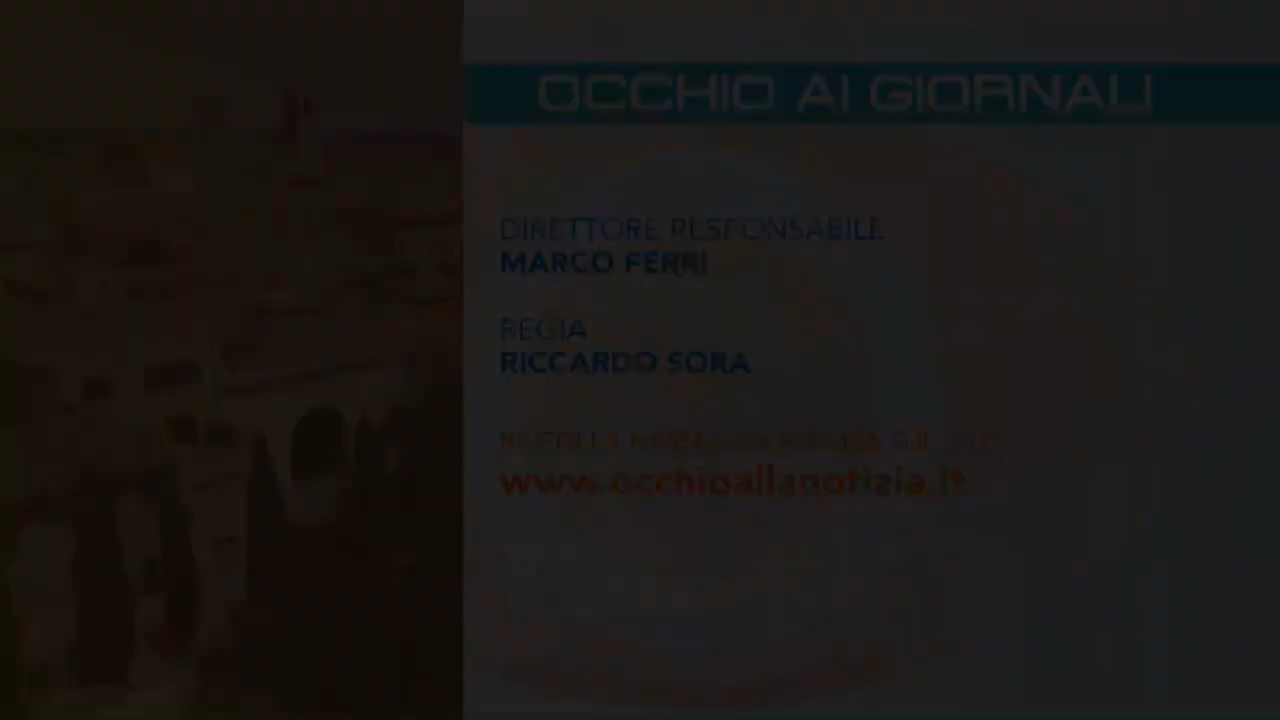 OCCHIO AI GIORNALI
DIRETTORE RESPONSABILE
MARCO FERRI
REGIA
RICCARDO SORA
www.occhioallanotizia.it